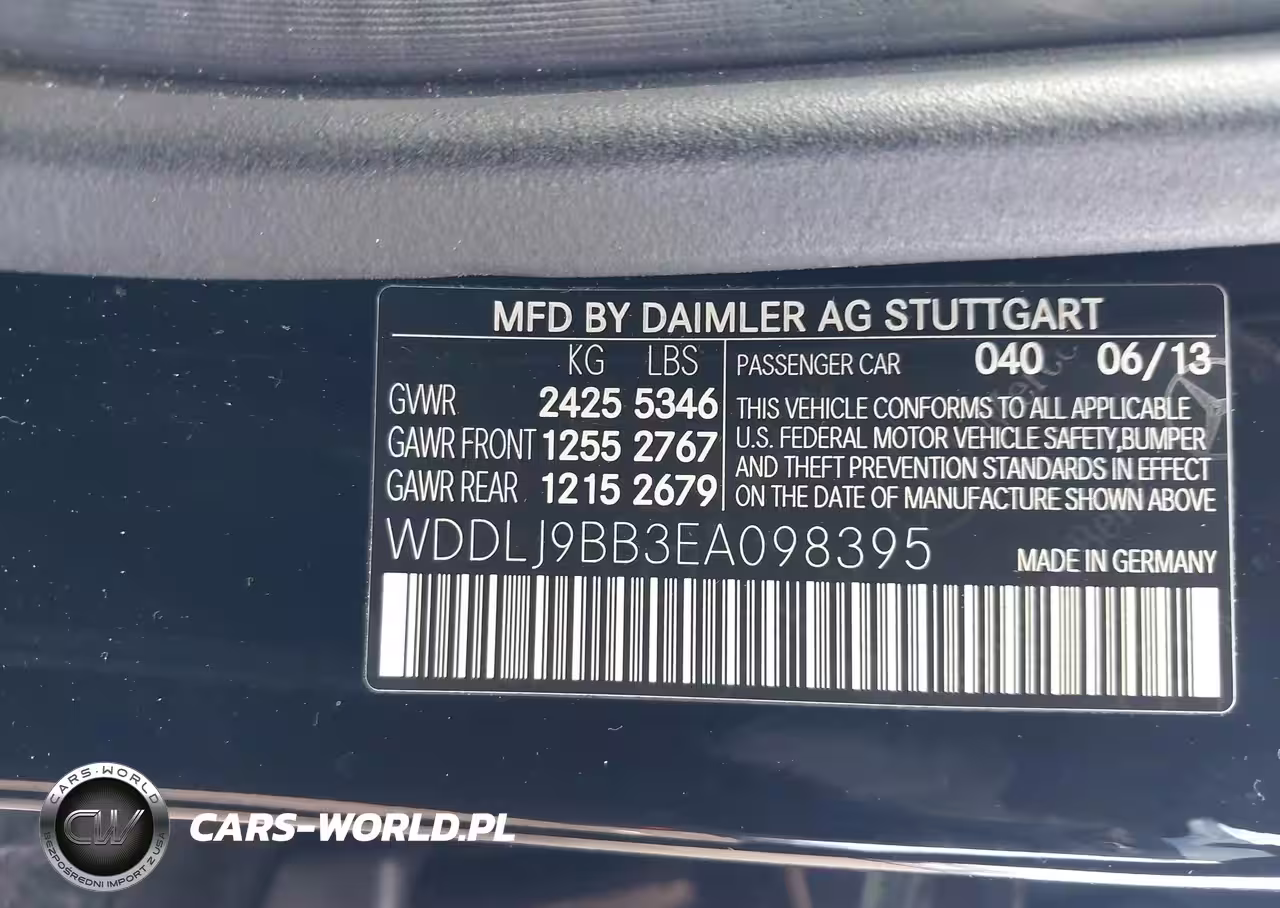 MFD BY DAIMLER AG STUTTGART
KG LBS
GVWR 2425 5346
GAWR FRONT 1255 2767
GAWR REAR 1215 2679
PASSENGER CAR 040 06/13
THIS VEHICLE CONFORMS TO ALL APPLICABLE
U.S. FEDERAL MOTOR VEHICLE SAFETY,BUMPER
AND THEFT PREVENTION STANDARDS IN EFFECT
ON THE DATE OF MANUFACTURE SHOWN ABOVE
WDDLJ9BB3EA098395
MADE IN GERMANY
CARS-WORLD
CW
BEZPOŚREDNI IMPORT Z USA
CARS-WORLD.PL